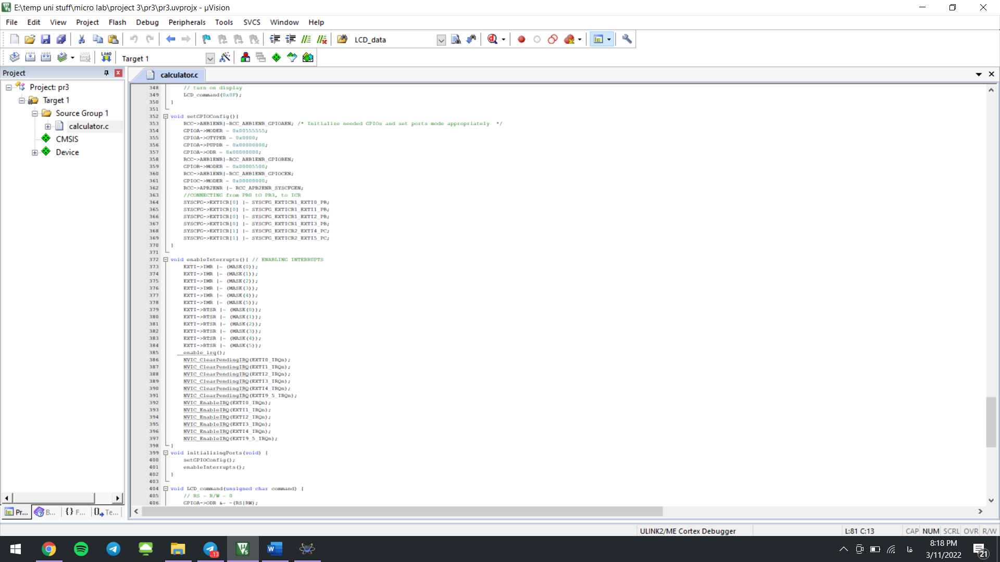 E:\temp uni stuff\micro lab\project 3\pr3\pr3.uvprojx - µVision
File Edit View Project Flash Debug Peripherals Tools SVCS Window Help
LCD_data
LOAD Target 1
Project
calculator.c
Project: pr3
Target 1
Source Group 1
calculator.c
CMSIS
Device
348 // turn on display
349 LCD_command(0x0F);
350 }
351
352 void setGPIOConfig(){
353 RCC->AHB1ENR|=RCC_AHB1ENR_GPIOAEN; /* Initialize needed GPIOs and set ports mode appropriately */
354 GPIOA->MODER = 0x00555555;
355 GPIOA->OTYPER = 0x0000;
356 GPIOA->PUPDR = 0x00000000;
357 GPIOA->ODR = 0x00000000;
358 RCC->AHB1ENR|=RCC_AHB1ENR_GPIOBEN;
359 GPIOB->MODER = 0x00005500;
360 RCC->AHB1ENR|=RCC_AHB1ENR_GPIOCEN;
361 GPIOC->MODER = 0x00000000;
362 RCC->APB2ENR |= RCC_APB2ENR_SYSCFGEN;
363 //CONNECTING from PB0 tO PB3, to ICR
364 SYSCFG->EXTICR[0] |= SYSCFG_EXTICR1_EXTI0_PB;
365 SYSCFG->EXTICR[0] |= SYSCFG_EXTICR1_EXTI1_PB;
366 SYSCFG->EXTICR[0] |= SYSCFG_EXTICR1_EXTI2_PB;
367 SYSCFG->EXTICR[0] |= SYSCFG_EXTICR1_EXTI3_PB;
368 SYSCFG->EXTICR[1] |= SYSCFG_EXTICR2_EXTI4_PC;
369 SYSCFG->EXTICR[1] |= SYSCFG_EXTICR2_EXTI5_PC;
370 }
371
372 void enableInterrupts(){ // ENABLING INTERRUPTS
373 EXTI->IMR |= (MASK(0));
374 EXTI->IMR |= (MASK(1));
375 EXTI->IMR |= (MASK(2));
376 EXTI->IMR |= (MASK(3));
377 EXTI->IMR |= (MASK(4));
378 EXTI->IMR |= (MASK(5));
379 EXTI->RTSR |= (MASK(0));
380 EXTI->RTSR |= (MASK(1));
381 EXTI->RTSR |= (MASK(2));
382 EXTI->RTSR |= (MASK(3));
383 EXTI->RTSR |= (MASK(4));
384 EXTI->RTSR |= (MASK(5));
385 __enable_irq();
386 NVIC_ClearPendingIRQ(EXTI0_IRQn);
387 NVIC_ClearPendingIRQ(EXTI1_IRQn);
388 NVIC_ClearPendingIRQ(EXTI2_IRQn);
389 NVIC_ClearPendingIRQ(EXTI3_IRQn);
390 NVIC_ClearPendingIRQ(EXTI4_IRQn);
391 NVIC_ClearPendingIRQ(EXTI9_5_IRQn);
392 NVIC_EnableIRQ(EXTI0_IRQn);
393 NVIC_EnableIRQ(EXTI1_IRQn);
394 NVIC_EnableIRQ(EXTI2_IRQn);
395 NVIC_EnableIRQ(EXTI3_IRQn);
396 NVIC_EnableIRQ(EXTI4_IRQn);
397 NVIC_EnableIRQ(EXTI9_5_IRQn);
398 }
399 void initializingPorts(void) {
400 setGPIOConfig();
401 enableInterrupts();
402 }
403
404 void LCD_command(unsigned char command) {
405 // RS = R/W = 0
406 GPIOA->ODR &= ~(RS|RW);
Pr... B... {} F... Te...
ULINK2/ME Cortex Debugger L:81 C:13 CAP NUM SCRL OVR R/W
..13
فا
8:18 PM
3/11/2022
21